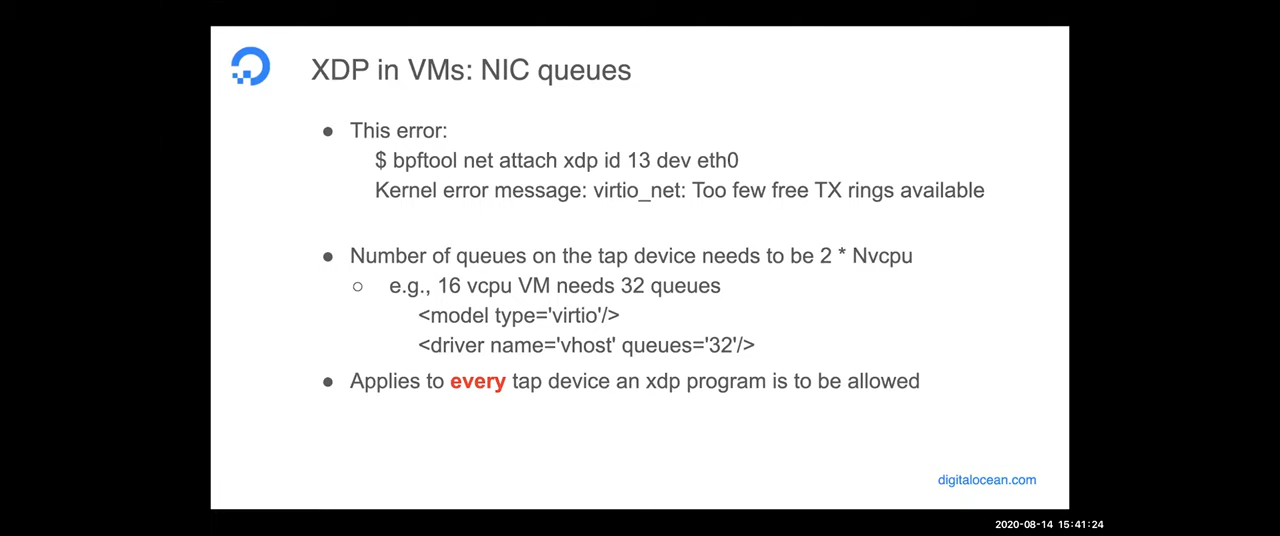 XDP in VMs: NIC queues
● This error:
$ bpftool net attach xdp id 13 dev eth0
Kernel error message: virtio_net: Too few free TX rings available
● Number of queues on the tap device needs to be 2 * Nvcpu
○ e.g., 16 vcpu VM needs 32 queues
<model type='virtio'/>
<driver name='vhost' queues='32'/>
● Applies to every tap device an xdp program is to be allowed
digitalocean.com
2020-08-14 15:41:24